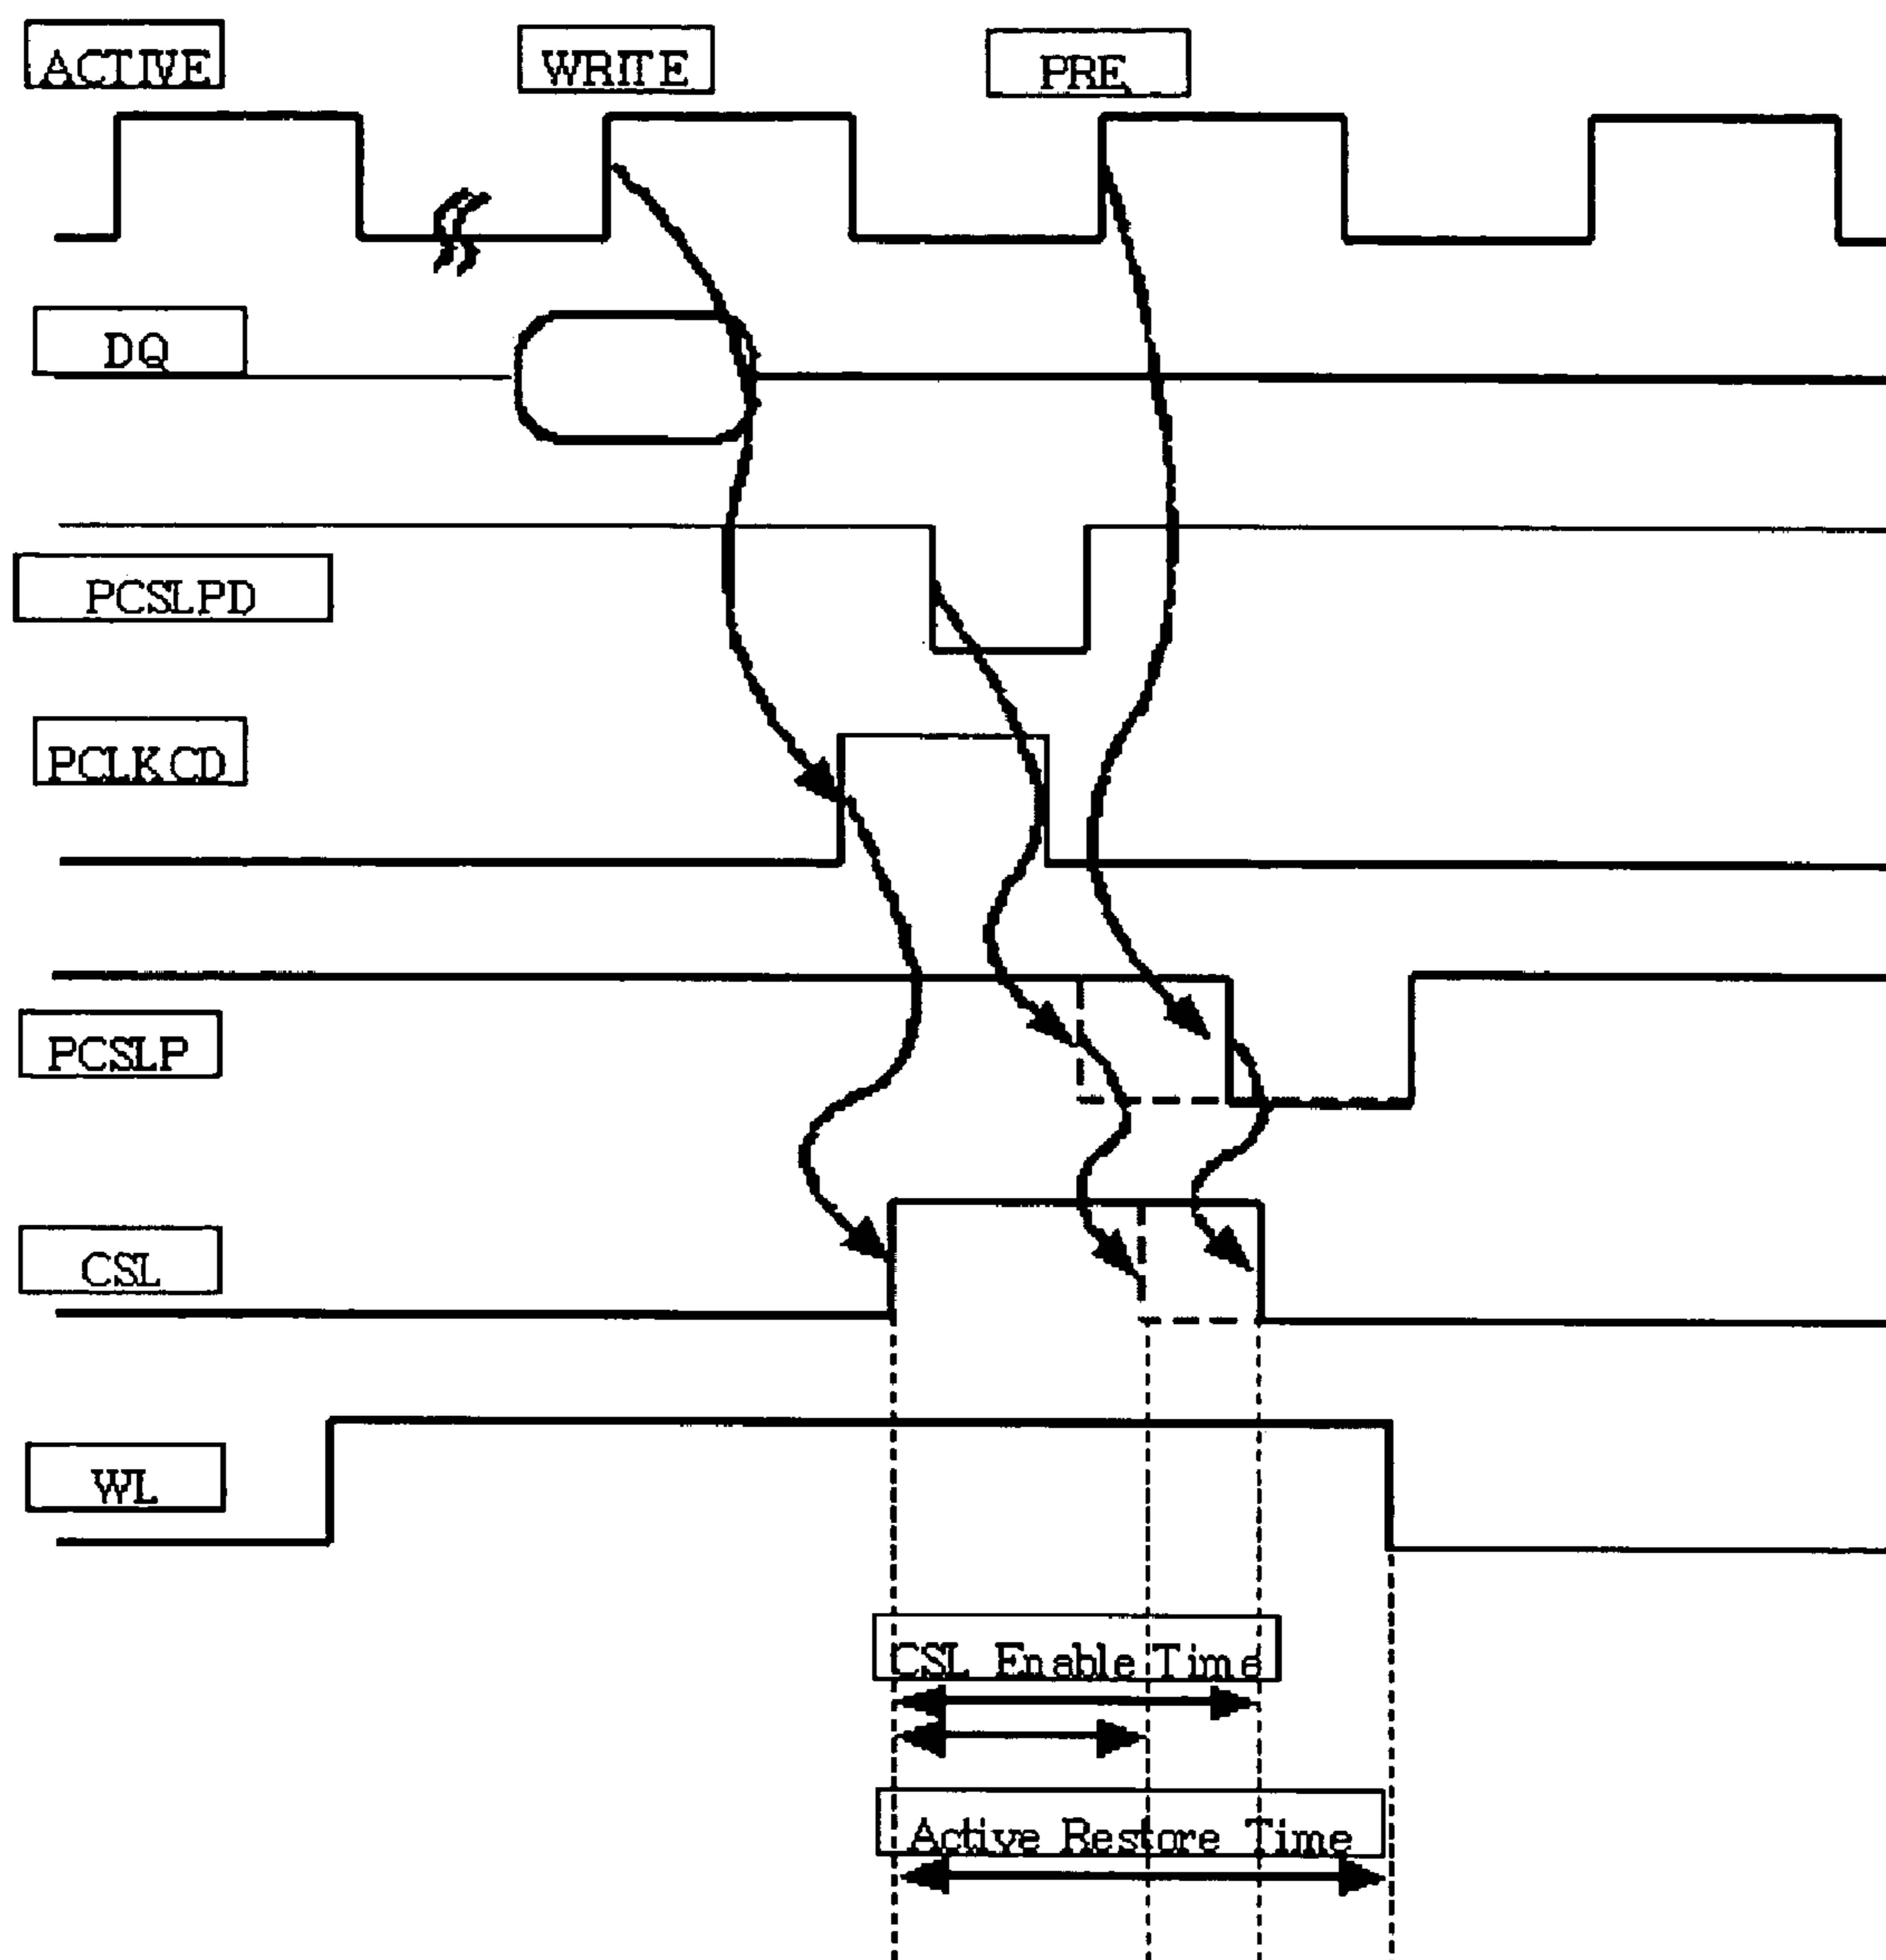 ACTIVE
WRITE
PRE
DQ
PCSLPD
PCLKCD
PCSLP
CSL
WL
CSL Enable Time
Active Restore Time